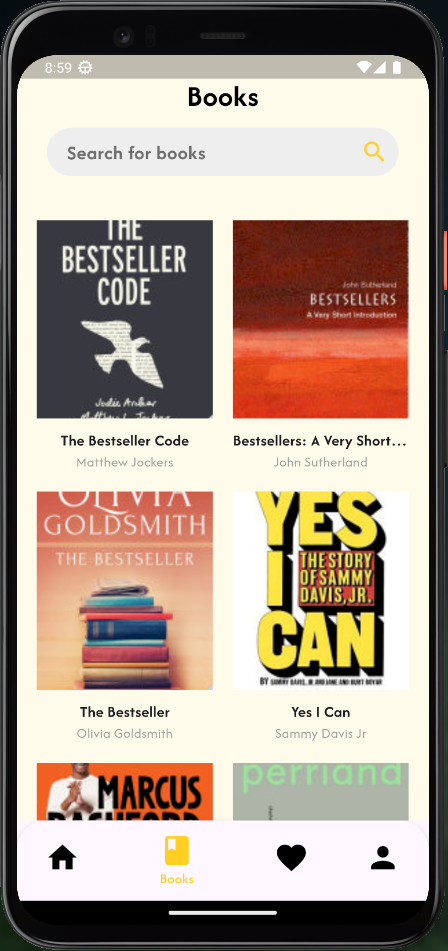 8:59
Books
Search for books
THE
BESTSELLER
CODE
Jodie Archer
Matthew L. Jockers
John Sutherland
BESTSELLERS
A Very Short Introduction
The Bestseller Code
Matthew Jockers
Bestsellers: A Very Short...
John Sutherland
OLIVIA
GOLDSMITH
THE BESTSELLER
YES
I
CAN
THE STORY
OF SAMMY
DAVIS, JR.
BY SAMMY DAVIS, JR. AND JANE AND BURT BOYAR
The Bestseller
Olivia Goldsmith
Yes I Can
Sammy Davis Jr
MARCUS
RASHFORD
perriand
Books